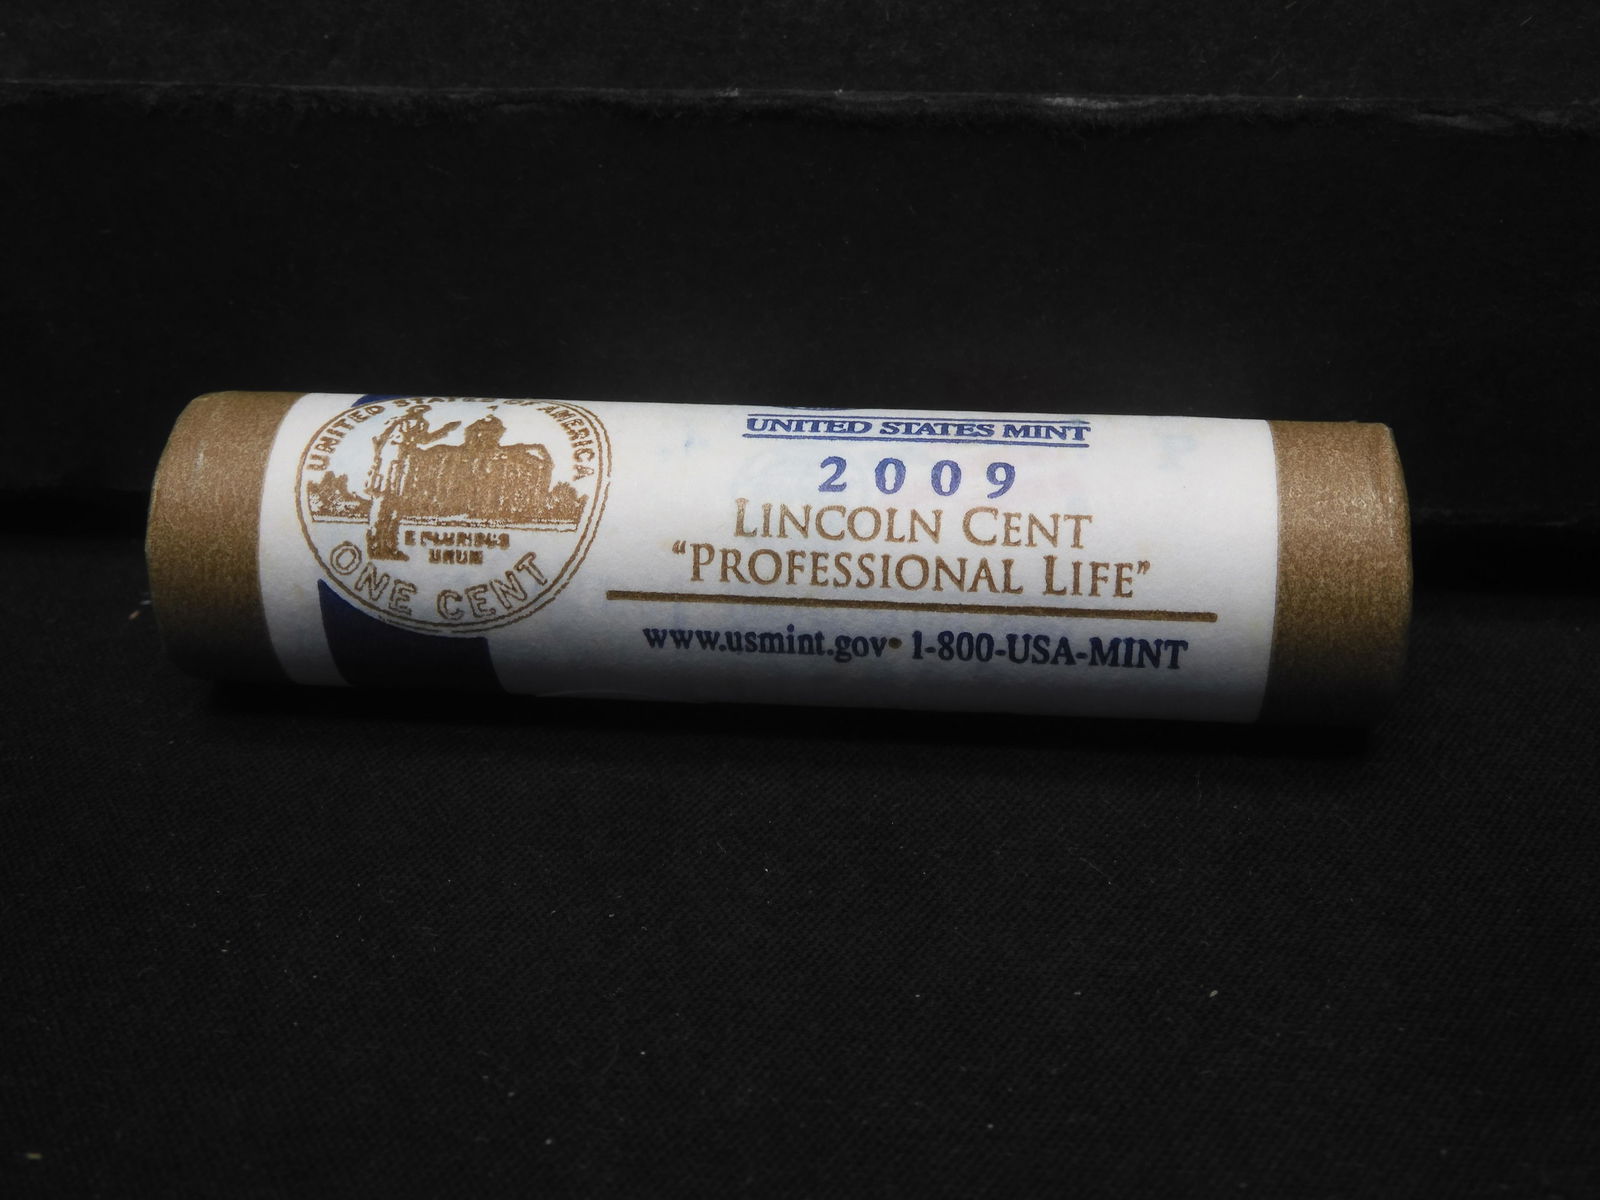 UNITED STATES OF AMERICA
E PLURIBUS
UNUM
ONE CENT
UNITED STATES MINT
2009
LINCOLN CENT
"PROFESSIONAL LIFE"
www.usmint.gov• 1-800-USA-MINT